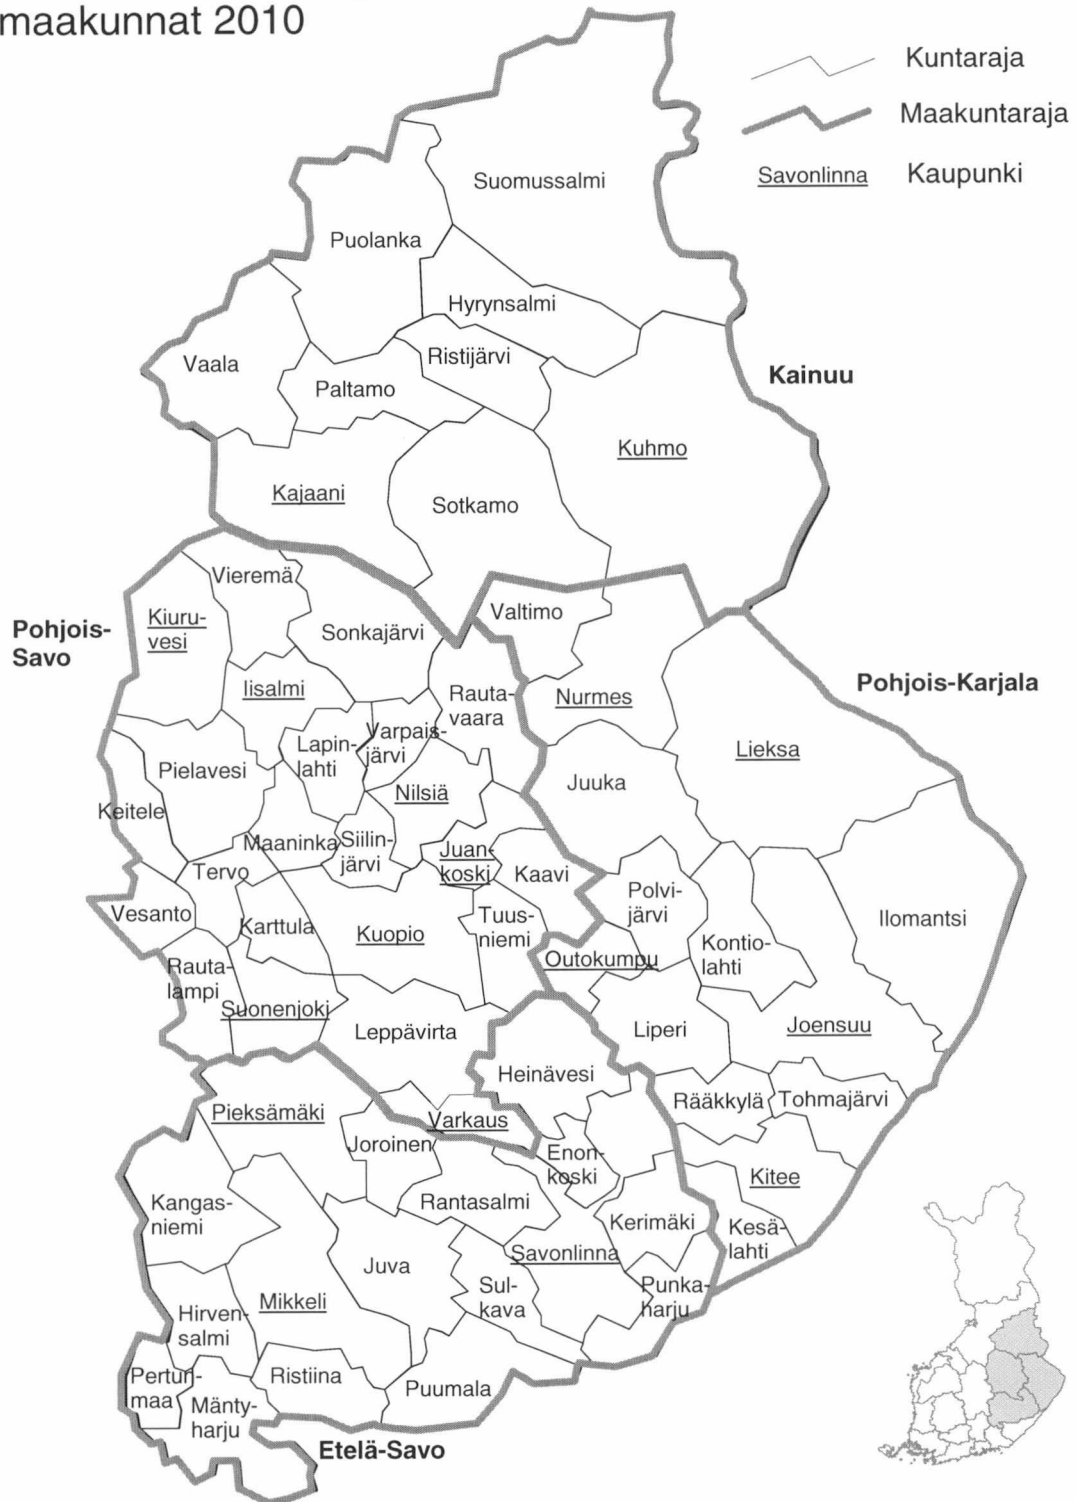 maakunnat 2010
Kuntaraja
Maakuntaraja
Savonlinna Kaupunki
Suomussalmi
Puolanka
Hyrynsalmi
Vaala
Ristijärvi
Paltamo
Kainuu
Kuhmo
Kajaani
Sotkamo
Vieremä
Kiuru-
vesi
Valtimo
Pohjois-
Savo
Sonkajärvi
Iisalmi
Rauta-
vaara
Nurmes
Pohjois-Karjala
Varpais-
järvi
Lapin-
lahti
Lieksa
Pielavesi
Nilsiä
Juuka
Keitele
Maaninka
Siilin-
järvi
Juan-
koski
Kaavi
Tervo
Polvi-
järvi
Vesanto
Karttula
Kuopio
Tuus-
niemi
Ilomantsi
Kontio-
lahti
Outokumpu
Rauta-
lampi
Suonenjoki
Leppävirta
Liperi
Joensuu
Heinävesi
Rääkkylä
Tohmajärvi
Pieksämäki
Varkaus
Joroinen
Enon-
koski
Kitee
Kangas-
niemi
Rantasalmi
Kerimäki
Kesä-
lahti
Savonlinna
Juva
Sul-
kava
Punka-
harju
Mikkeli
Hirven-
salmi
Pertun-
maa
Ristiina
Puumala
Mänty-
harju
Etelä-Savo